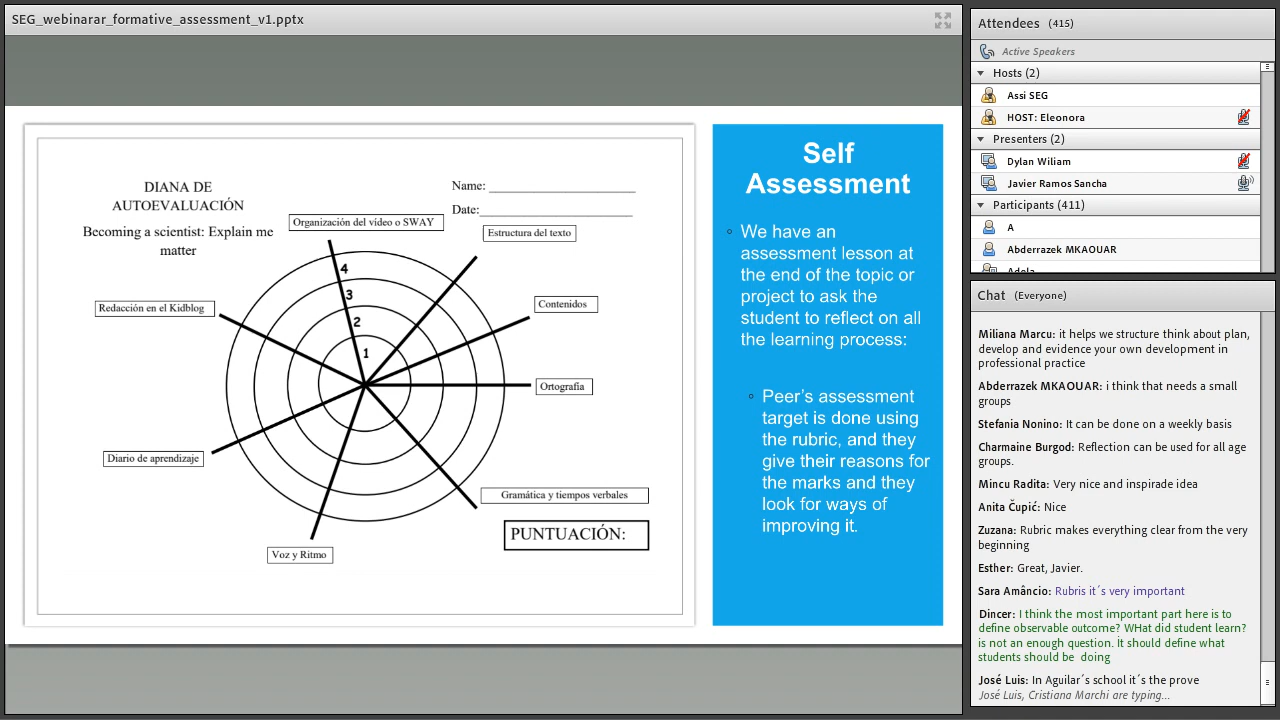 SEG_webinarar_formative_assessment_v1.pptx
DIANA DE
AUTOEVALUACIÓN
Becoming a scientist: Explain me
matter
Name:
Date:
Organización del vídeo o SWAY
Estructura del texto
Contenidos
Ortografía
Gramática y tiempos verbales
PUNTUACIÓN:
Voz y Ritmo
Diario de aprendizaje
Redacción en el Kidblog
4
3
2
1
Self
Assessment
We have an
assessment lesson at
the end of the topic or
project to ask the
student to reflect on all
the learning process:
Peer’s assessment
target is done using
the rubric, and they
give their reasons for
the marks and they
look for ways of
improving it.
Attendees (415)
Active Speakers
Hosts (2)
Assi SEG
HOST: Eleonora
Presenters (2)
Dylan Wiliam
Javier Ramos Sancha
Participants (411)
A
Abderrazek MKAOUAR
Adela
Chat (Everyone)
Miliana Marcu: it helps we structure think about plan,
develop and evidence your own development in
professional practice
Abderrazek MKAOUAR: i think that needs a small
groups
Stefania Nonino: It can be done on a weekly basis
Charmaine Burgod: Reflection can be used for all age
groups.
Mincu Radita: Very nice and inspirade idea
Anita Čupić: Nice
Zuzana: Rubric makes everything clear from the very
beginning
Esther: Great, Javier.
Sara Amâncio: Rubris it´s very important
Dincer: I think the most important part here is to
define observable outcome? WHat did student learn?
is not an enough question. it should define what
students should be doing
José Luis: In Aguilar´s school it´s the prove
José Luis, Cristiana Marchi are typing...